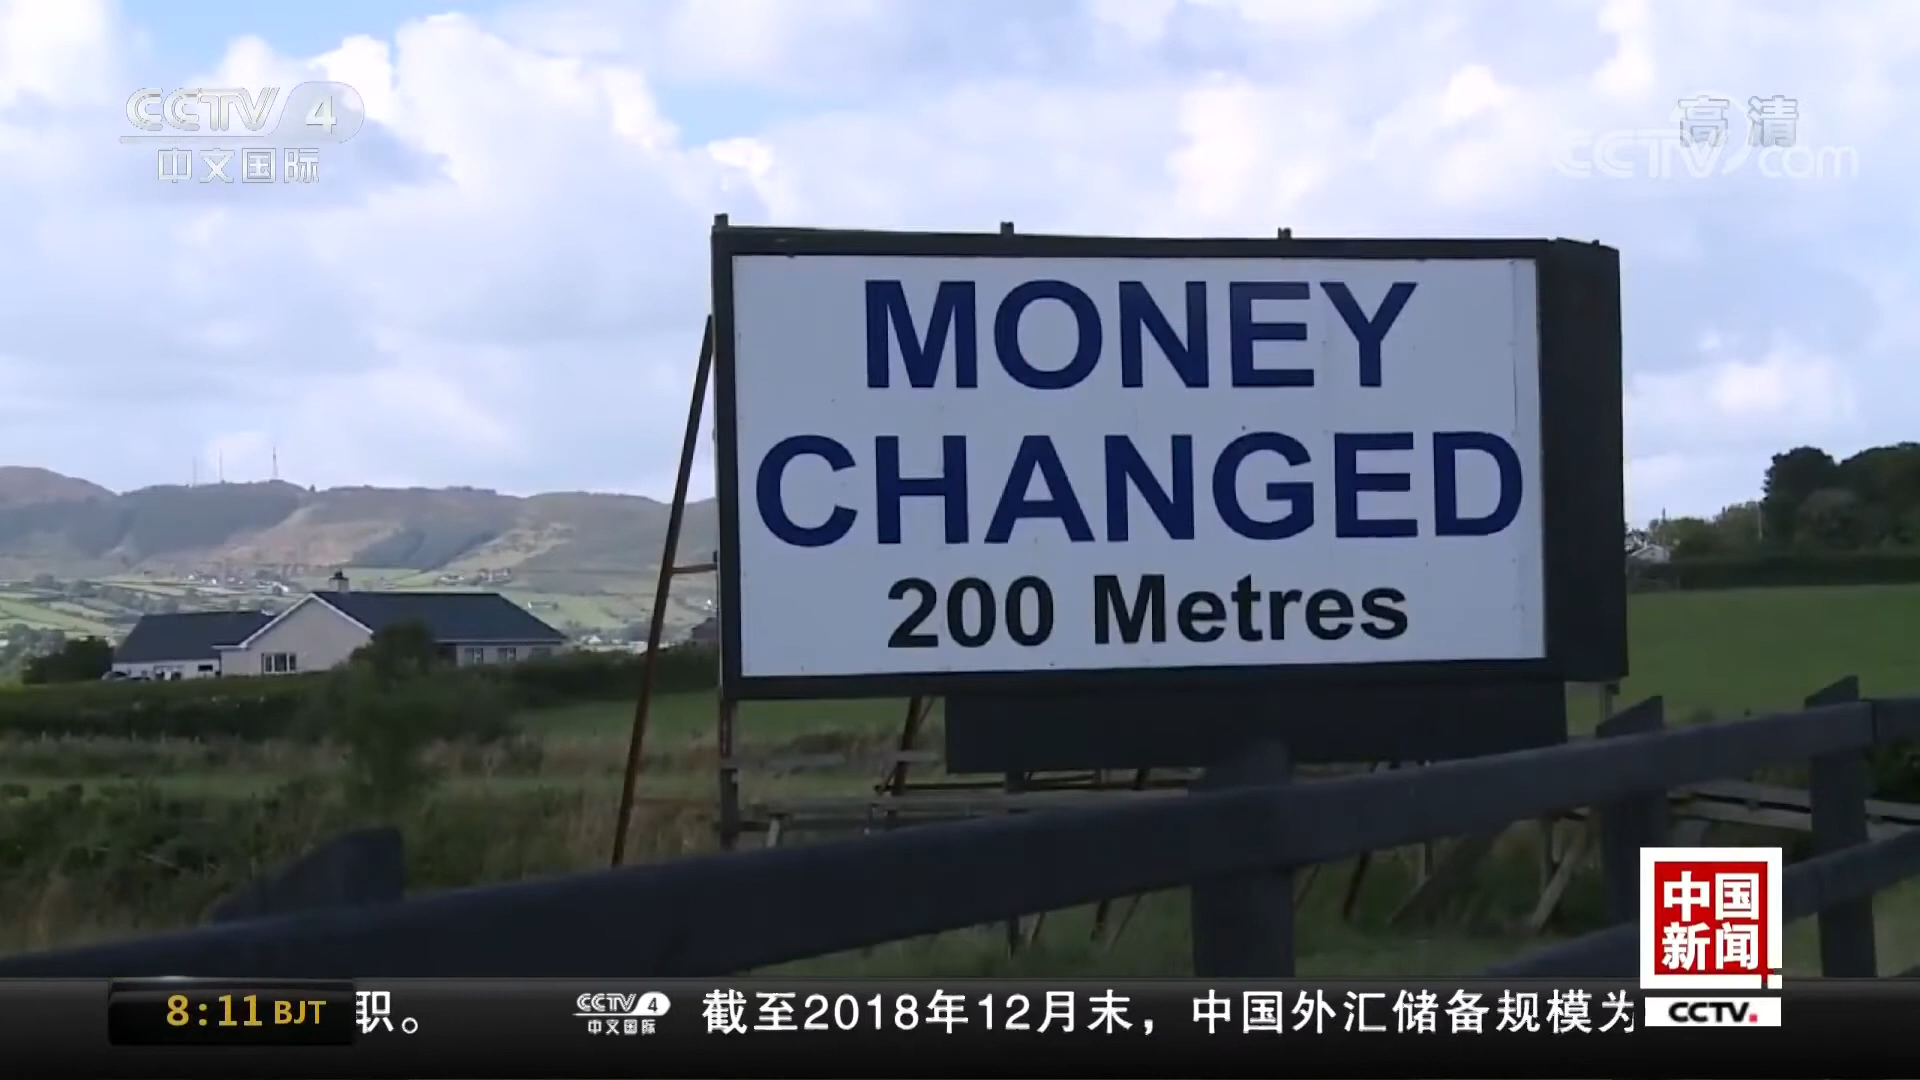 CCTV 4
中文国际
高清
CCTV.com
MONEY
CHANGED
200 Metres
中国
新闻
CCTV.
8:11 BJT
职。
CCTV 4
中文国际
截至2018年12月末，中国外汇储备规模为